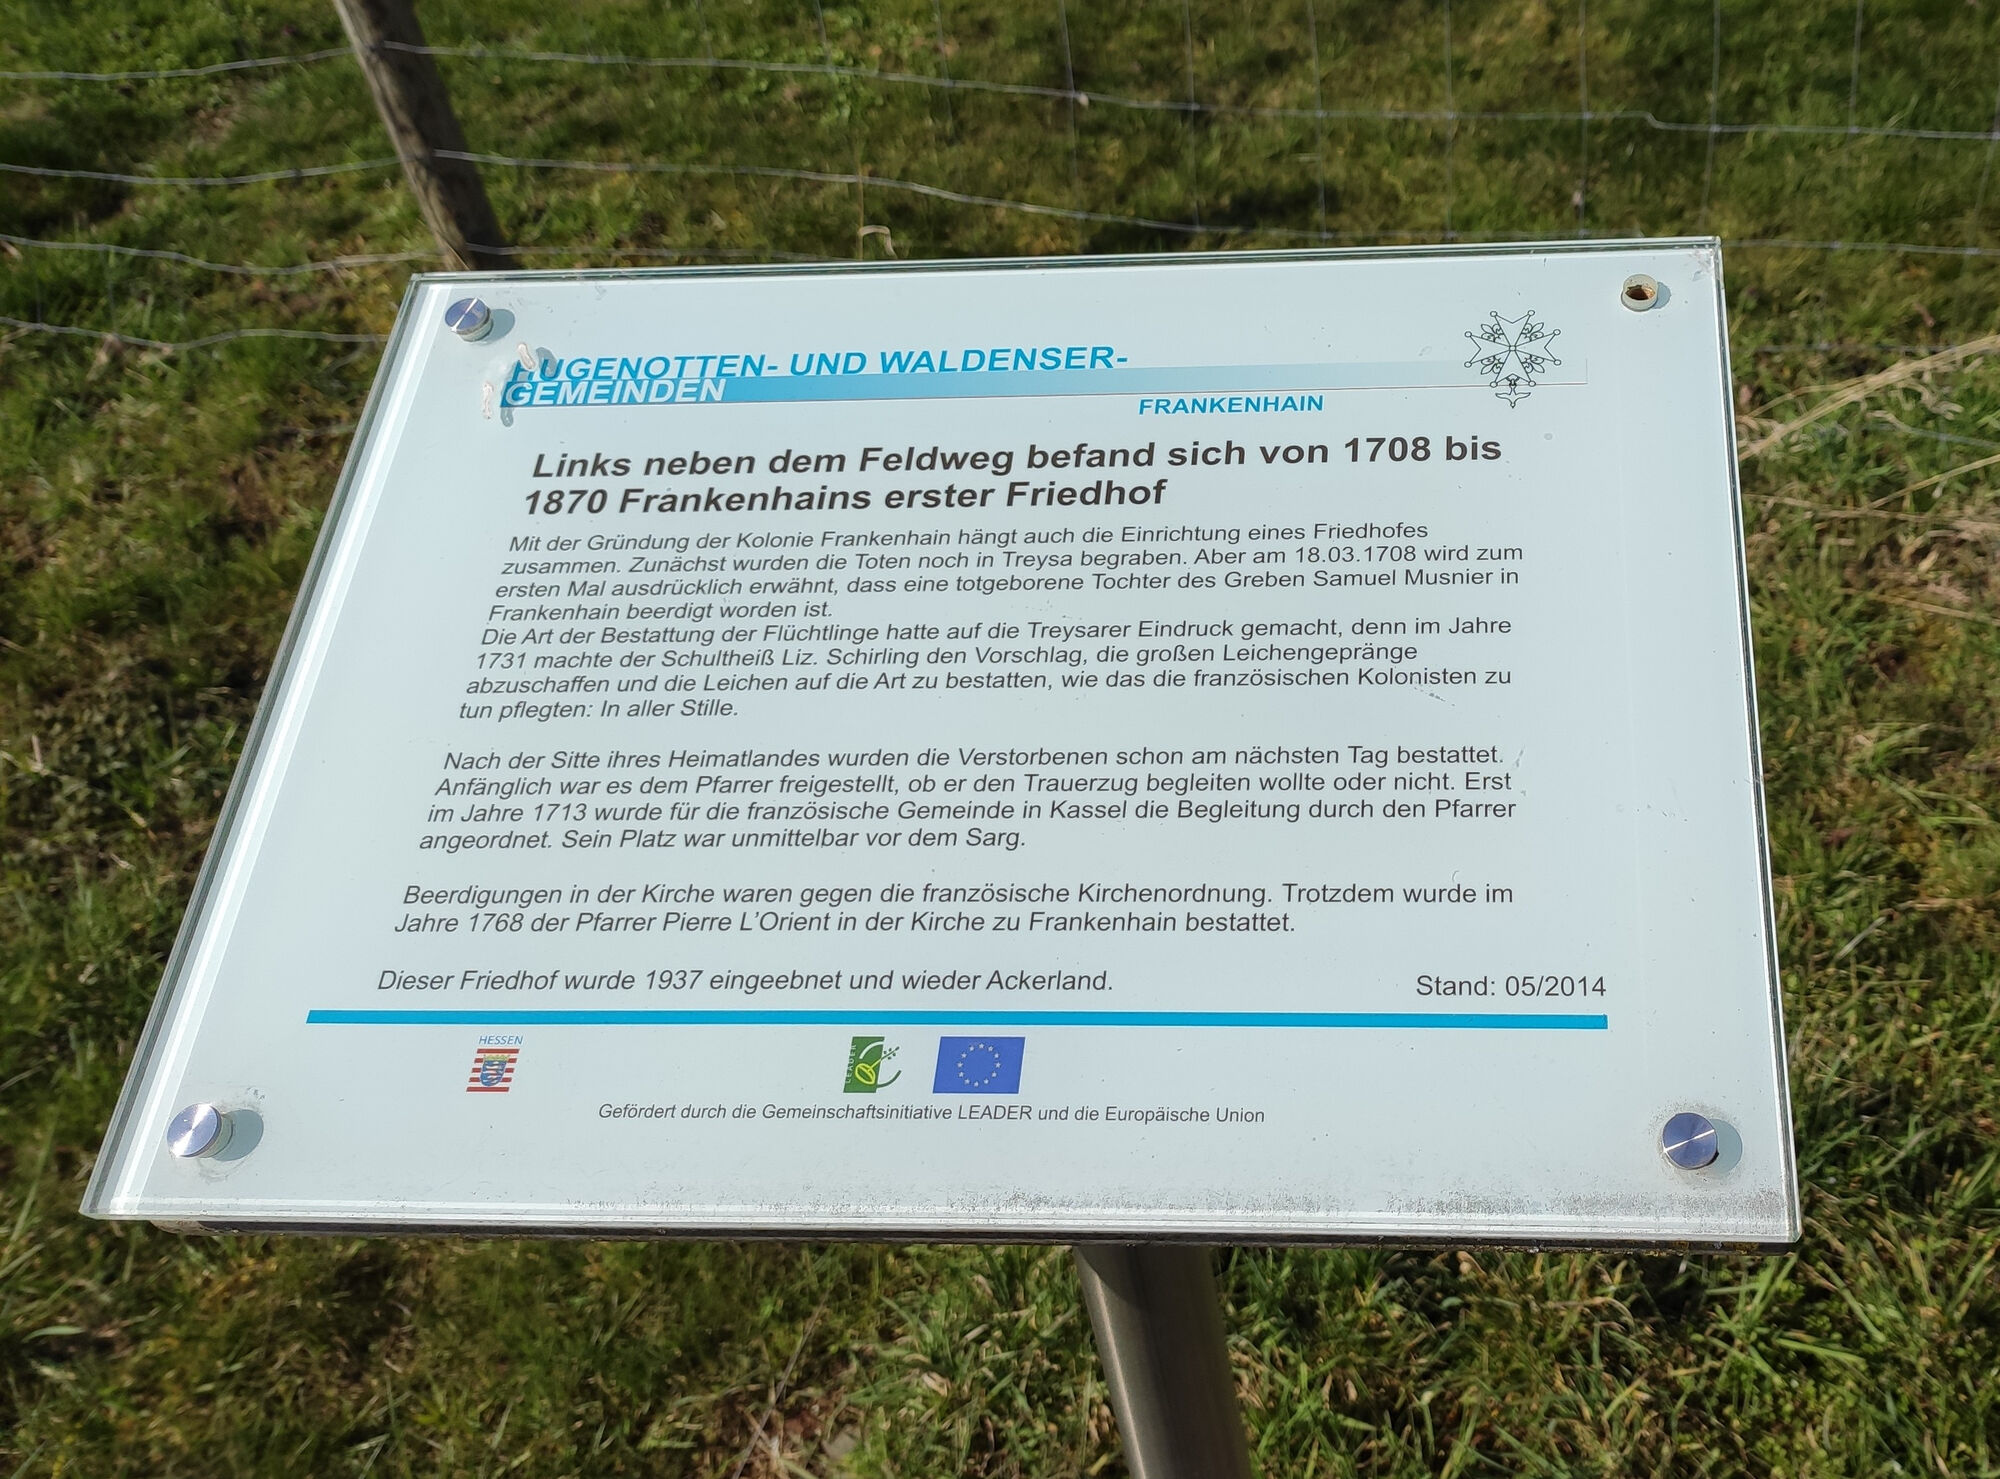 HUGENOTTEN- UND WALDENSER-
GEMEINDEN
FRANKENHAIN
Links neben dem Feldweg befand sich von 1708 bis
1870 Frankenhains erster Friedhof
Mit der Gründung der Kolonie Frankenhain hängt auch die Einrichtung eines Friedhofes
zusammen. Zunächst wurden die Toten noch in Treysa begraben. Aber am 18.03.1708 wird zum
ersten Mal ausdrücklich erwähnt, dass eine totgeborene Tochter des Greben Samuel Musnier in
Frankenhain beerdigt worden ist.
Die Art der Bestattung der Flüchtlinge hatte auf die Treysarer Eindruck gemacht, denn im Jahre
1731 machte der Schultheiß Liz. Schirling den Vorschlag, die großen Leichengepränge
abzuschaffen und die Leichen auf die Art zu bestatten, wie das die französischen Kolonisten zu
tun pflegten: In aller Stille.
Nach der Sitte ihres Heimatlandes wurden die Verstorbenen schon am nächsten Tag bestattet.
Anfänglich war es dem Pfarrer freigestellt, ob er den Trauerzug begleiten wollte oder nicht. Erst
im Jahre 1713 wurde für die französische Gemeinde in Kassel die Begleitung durch den Pfarrer
angeordnet. Sein Platz war unmittelbar vor dem Sarg.
Beerdigungen in der Kirche waren gegen die französische Kirchenordnung. Trotzdem wurde im
Jahre 1768 der Pfarrer Pierre L'Orient in der Kirche zu Frankenhain bestattet.
Dieser Friedhof wurde 1937 eingeebnet und wieder Ackerland.
Stand: 05/2014
HESSEN
LEADER
Gefördert durch die Gemeinschaftsinitiative LEADER und die Europäische Union